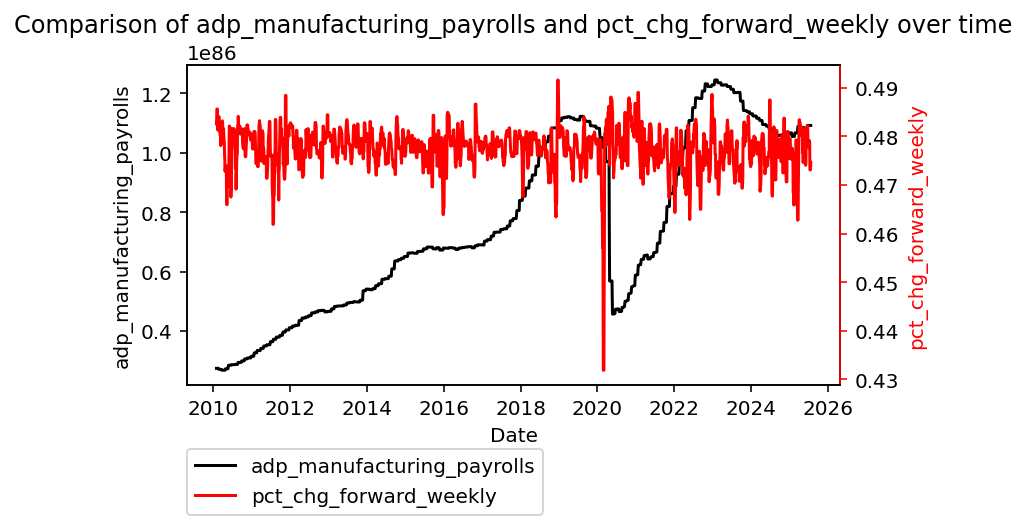 Comparison of adp_manufacturing_payrolls and pct_chg_forward_weekly over time
1e86
adp_manufacturing_payrolls
1.2
1.0
0.8
0.6
0.4
0.49
0.48
0.47
0.46
0.45
0.44
0.43
pct_chg_forward_weekly
2010 2012 2014 2016 2018 2020 2022 2024 2026
Date
adp_manufacturing_payrolls
pct_chg_forward_weekly